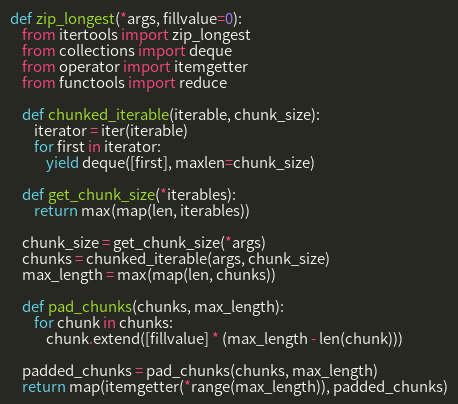 def zip_longest(*args, fillvalue=0):
from itertools import zip_longest
from collections import deque
from operator import itemgetter
from functools import reduce
def chunked_iterable(iterable, chunk_size):
iterator = iter(iterable)
for first in iterator:
yield deque([first], maxlen=chunk_size)
def get_chunk_size(*iterables):
return max(map(len, iterables))
chunk_size = get_chunk_size(*args)
chunks = chunked_iterable(args, chunk_size)
max_length = max(map(len, chunks))
def pad_chunks(chunks, max_length):
for chunk in chunks:
chunk.extend([fillvalue] * (max_length - len(chunk)))
padded_chunks = pad_chunks(chunks, max_length)
return map(itemgetter(*range(max_length)), padded_chunks)